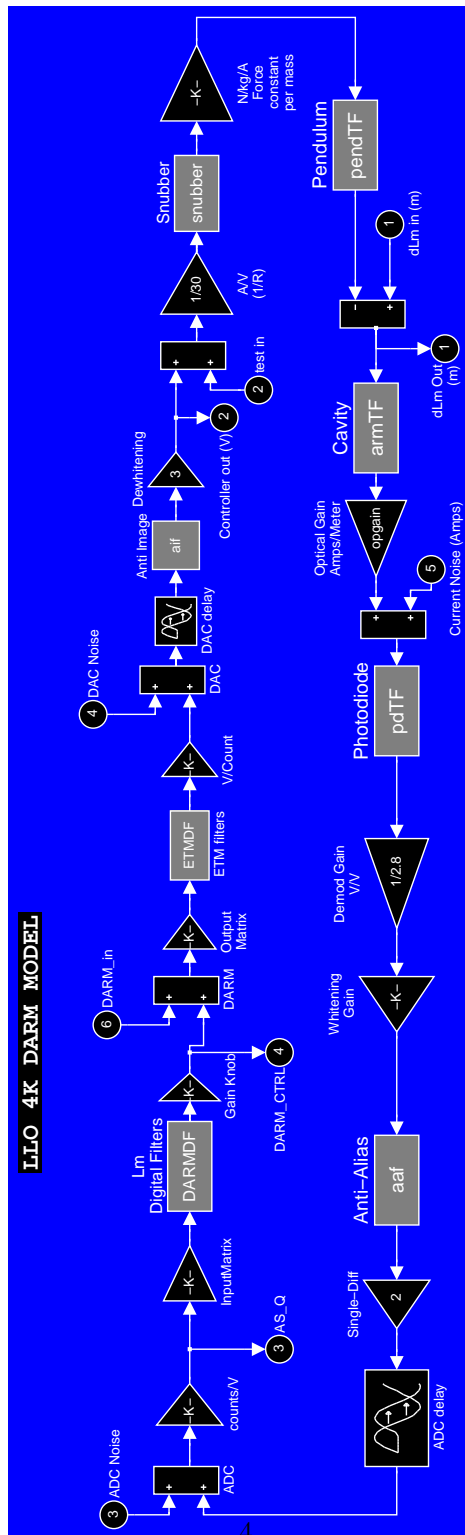 LLO 4K DARM MODEL
3
ADC Noise
+
+
ADC
-K-
counts/V
3
AS_Q
-K-
InputMatrix
Lm
Digital Filters
DARMDF
-K-
Gain Knob
4
DARM_CTRL
6
DARM_in
+
+
DARM
-K-
Output
Matrix
ETMDF
ETM filters
-K-
V/Count
4
DAC Noise
+
+
DAC
DAC delay
Anti Image
aif
Dewhitening
3
2
Controller out (V)
+
+
2
test in
1/30
A/V
(1/R)
Snubber
snubber
-K-
N/kg/A
Force
constant
per mass
Pendulum
pendTF
1
dLm in (m)
-
+
1
dLm Out
(m)
Cavity
armTF
Optical Gain
Amps/Meter
opgain
5
Current Noise (Amps)
+
+
Photodiode
pdTF
Demod Gain
V/V
1/2.8
Whitening
Gain
-K-
Anti-Alias
aaf
Single-Diff
2
ADC delay
4